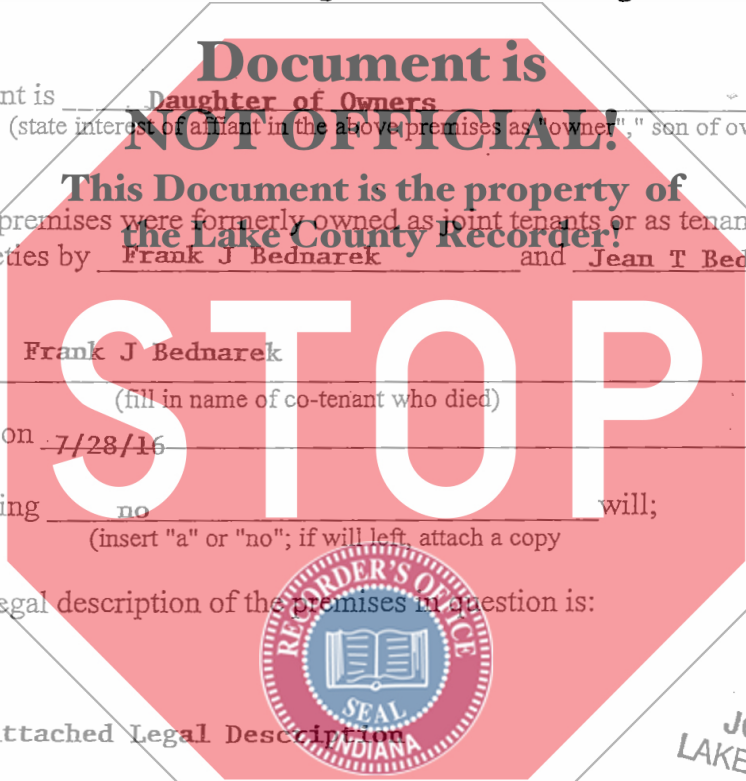 Document is
nt is Daughter of Owners
(state interest of affiant in the above premises as "owner", " son of ow
NOT OFFICIAL!
This Document is the property of
premises were formerly owned as joint tenants or as tenan
the Lake County Recorder!
eties by Frank J Bednarek and Jean T Bed
STOP
Frank J Bednarek
(fill in name of co-tenant who died)
on 7/28/16
ing no will;
(insert "a" or "no"; if will left, attach a copy
egal description of the premises in question is:
RECORDER'S OFFICE
SEAL
INDIANA
ttached Legal Description
JO
LAKE